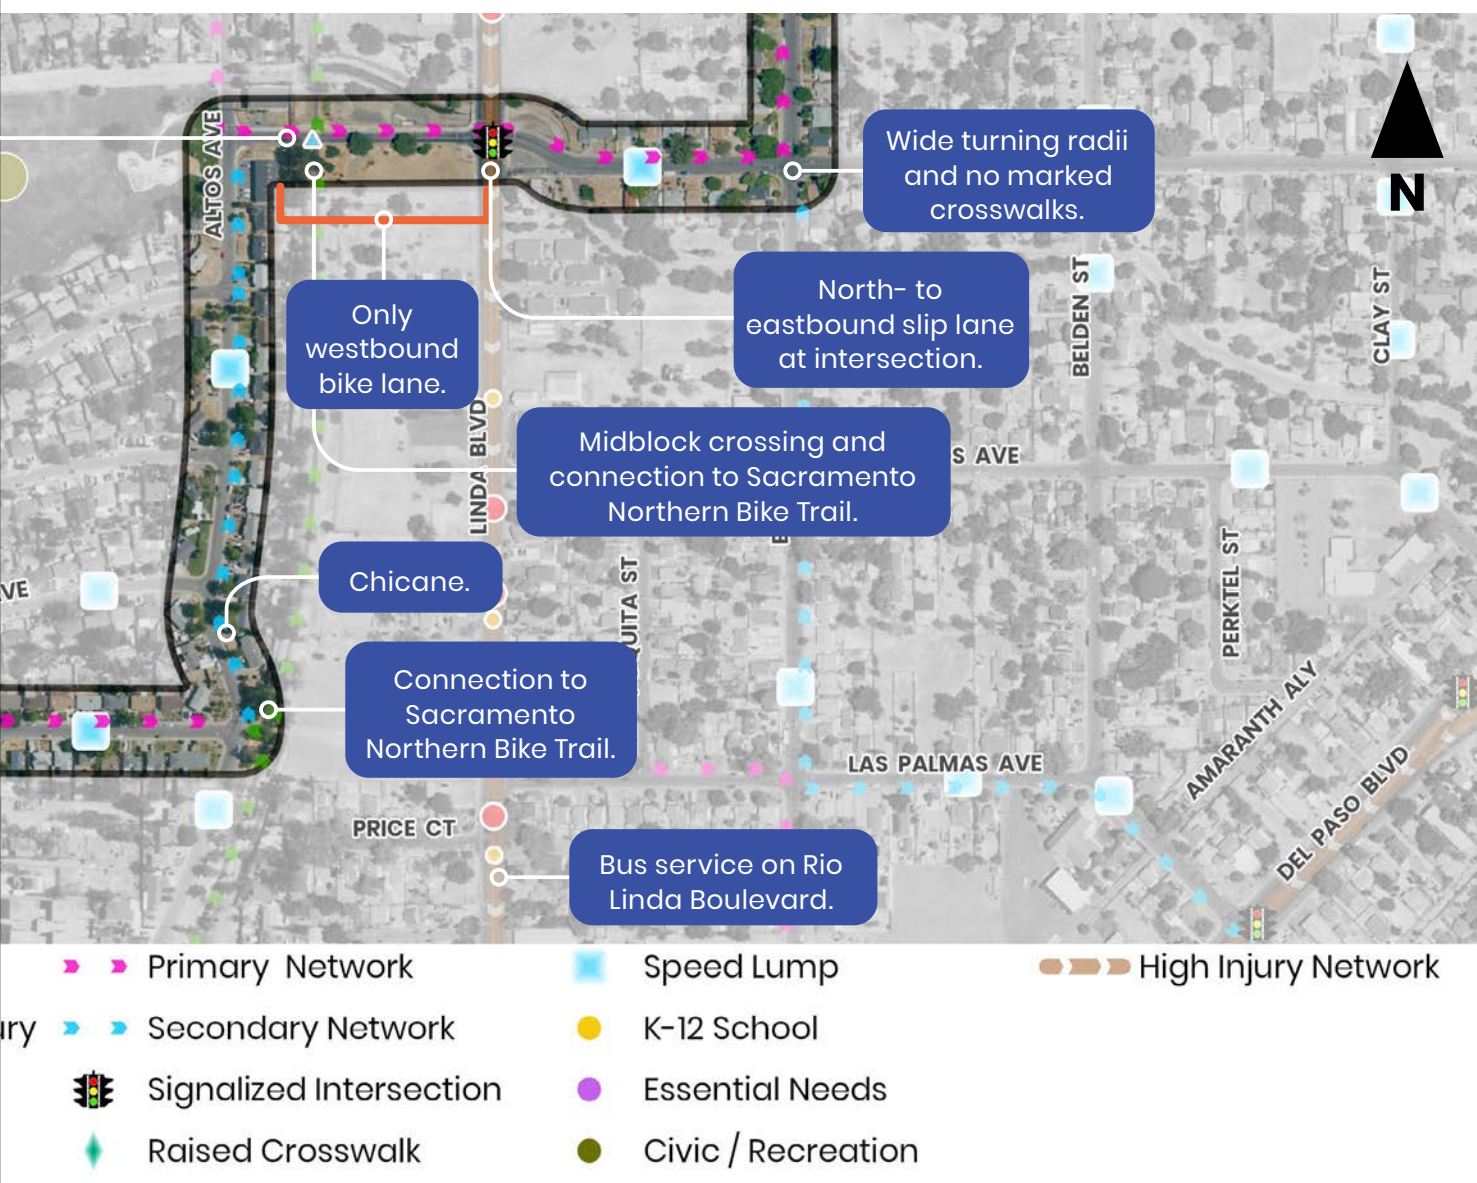 ALTOS AVE
Wide turning radii
and no marked
crosswalks.
N
North- to
eastbound slip lane
at intersection.
BELDEN ST
CLAY ST
Only
westbound
bike lane.
LINDA BLVD
Midblock crossing and
connection to Sacramento
Northern Bike Trail.
S AVE
PERKTEL ST
Chicane.
VE
UITA ST
Connection to
Sacramento
Northern Bike Trail.
AMARANTH ALY
LAS PALMAS AVE
DEL PASO BLVD
PRICE CT
Bus service on Rio
Linda Boulevard.
Primary Network
Speed Lump
High Injury Network
ury
Secondary Network
K-12 School
Signalized Intersection
Essential Needs
Raised Crosswalk
Civic / Recreation